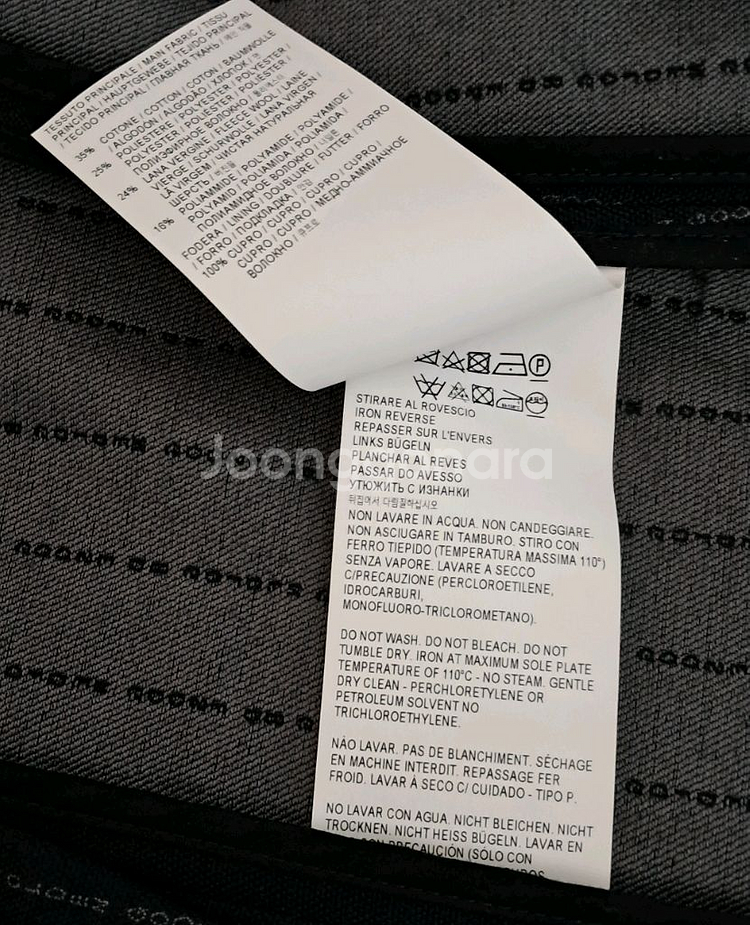 TESSUTO PRINCIPALE / MAIN FABRIC / TISSU
PRINCIPAL / HAUPTGEWEBE / TEJIDO PRINCIPAL
/ TECIDO PRINCIPAL / ГЛАВНАЯ ТКАНЬ /
35% COTONE / COTTON / COTON / BAUMWOLLE
/ ALGODÓN / ALGODÃO / ХЛОПОК / 면
25% POLIESTERE / POLYESTER / POLYESTER /
POLYESTER / POLIÉSTER / POLIÉSTER /
ПОЛИЭФИРНОЕ ВОЛОКНО /
24% LANA VERGINE / FLEECE WOOL / LAINE
VIERGE / SCHURWOLLE / LANA VIRGEN /
LÃ VIRGEM / ЧИСТАЯ НАТУРАЛЬНАЯ
ШЕРСТЬ /
16% POLIAMMIDE / POLYAMIDE / POLYAMIDE /
POLYAMID / POLIAMIDA / POLIAMIDA /
ПОЛИАМИДНОЕ ВОЛОКНО /
FODERA / LINING / DOUBLURE / FUTTER / FORRO
/ FORRO / ПОДКЛАДКА /
100% CUPRO / CUPRO / CUPRO / CUPRO /
CUPRO / CUPRO / МЕДНО-АММИАЧНОЕ
ВОЛОКНО /
STIRARE AL ROVESCIO
IRON REVERSE
REPASSER SUR L'ENVERS
LINKS BÜGELN
PLANCHAR AL REVES
PASSAR DO AVESSO
УТЮЖИТЬ С ИЗНАНКИ
뒤집어서 다림질하십시오
NON LAVARE IN ACQUA. NON CANDEGGIARE.
NON ASCIUGARE IN TAMBURO. STIRO CON
FERRO TIEPIDO (TEMPERATURA MASSIMA 110°)
SENZA VAPORE. LAVARE A SECCO
C/PRECAUZIONE (PERCLOROETILENE,
IDROCARBURI,
MONOFLUORO-TRICLOROMETANO).
DO NOT WASH. DO NOT BLEACH. DO NOT
TUMBLE DRY. IRON AT MAXIMUM SOLE PLATE
TEMPERATURE OF 110°C - NO STEAM. GENTLE
DRY CLEAN - PERCHLORETYLENE OR
PETROLEUM SOLVENT NO
TRICHLOROETHYLENE.
NÃO LAVAR. PAS DE BLANCHIMENT. SÉCHAGE
EN MACHINE INTERDIT. REPASSAGE FER
FROID. LAVAR À SECO C/ CUIDADO - TIPO P.
NO LAVAR CON AGUA. NICHT BLEICHEN. NICHT
TROCKNEN. NICHT HEISS BÜGELN. LAVAR EN
CON PRECAUCIÓN (SÓLO CON